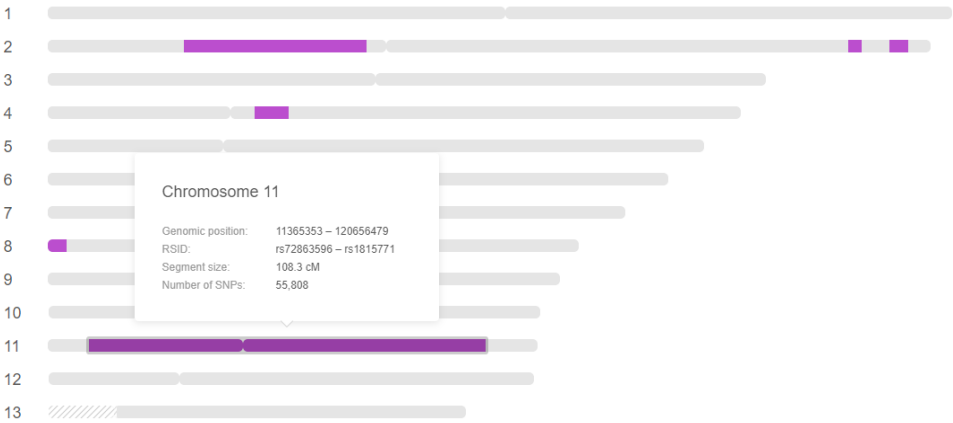 1
2
3
4
5
6
Chromosome 11
7
Genomic position: 11365353 – 120656479
8
RSID: rs72863596 – rs1815771
Segment size: 108.3 cM
9
Number of SNPs: 55,808
10
11
12
13